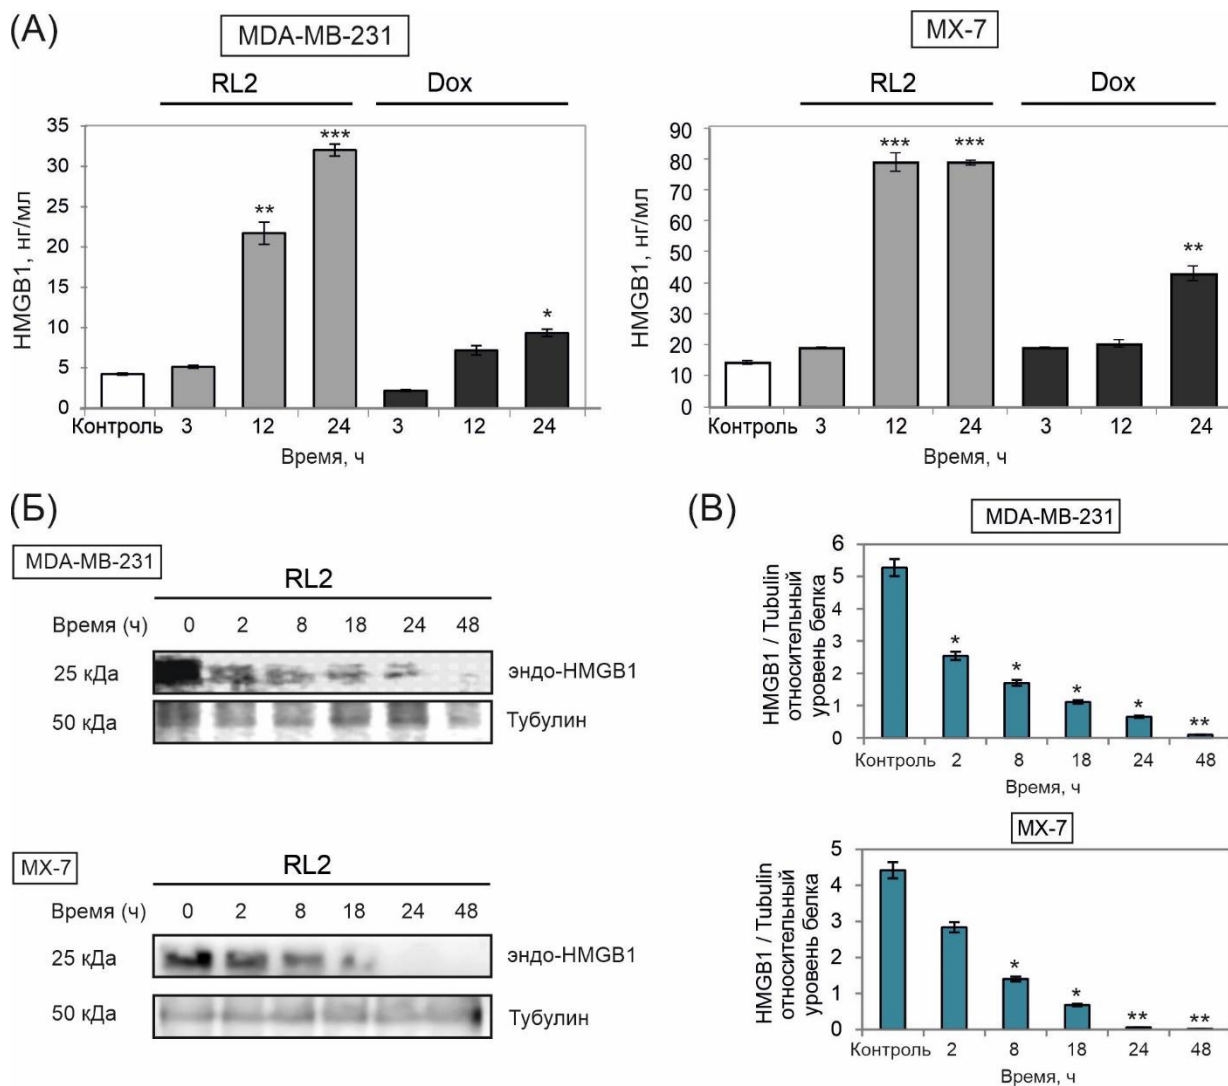 (А)
MDA-MB-231
RL2 Dox
HMGB1, нг/мл
35
30
25
20
15
10
5
0
***
**
*
Контроль 3 12 24 3 12 24
Время, ч
MX-7
RL2 Dox
HMGB1, нг/мл
90
80
70
60
50
40
30
20
10
0
*** ***
**
Контроль 3 12 24 3 12 24
Время, ч
(Б)
MDA-MB-231
RL2
Время (ч) 0 2 8 18 24 48
25 кДа эндо-HMGB1
50 кДа Тубулин
MX-7
RL2
Время (ч) 0 2 8 18 24 48
25 кДа эндо-HMGB1
50 кДа Тубулин
(В)
MDA-MB-231
HMGB1 / Tubulin
относительный
уровень белка
6
5
4
3
2
1
0
* * * * **
Контроль 2 8 18 24 48
Время, ч
MX-7
HMGB1 / Tubulin
относительный
уровень белка
5
4
3
2
1
0
* * ** **
Контроль 2 8 18 24 48
Время, ч